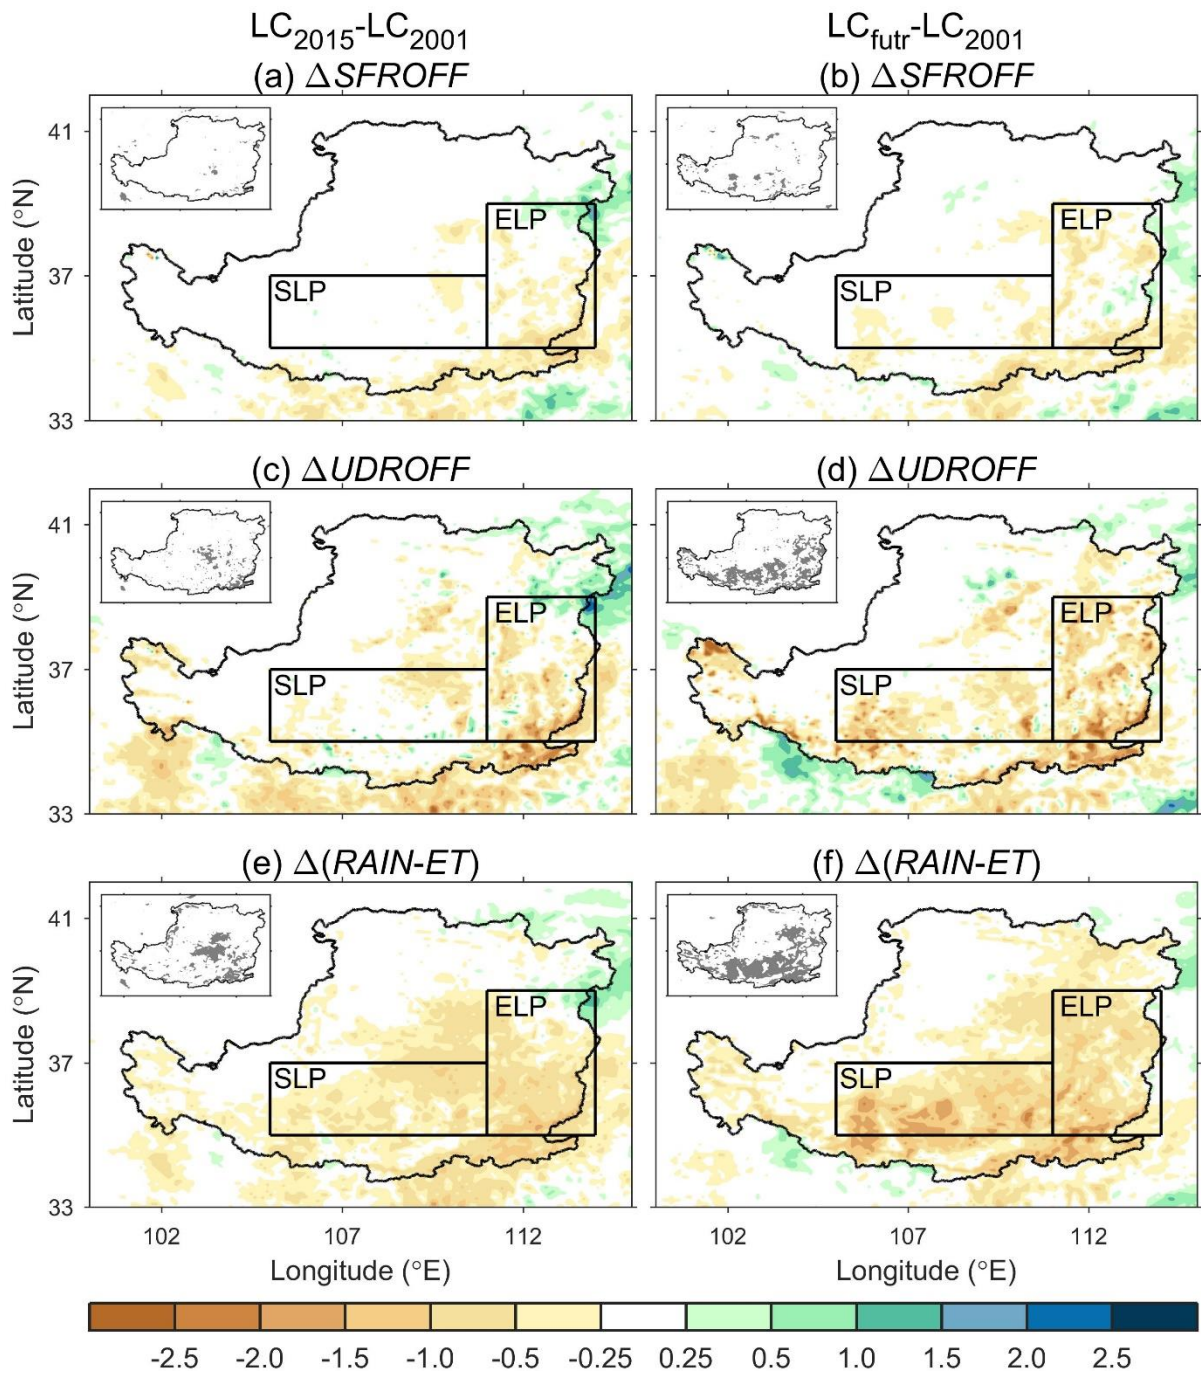 LC2015-LC2001 LCfutr-LC2001
(a) ΔSFROFF (b) ΔSFROFF
41
ELP ELP
37
SLP SLP
33
Latitude (°N)
(c) ΔUDROFF (d) ΔUDROFF
41
ELP ELP
37
SLP SLP
33
Latitude (°N)
(e) Δ(RAIN-ET) (f) Δ(RAIN-ET)
41
ELP ELP
37
SLP SLP
33
Latitude (°N)
102 107 112 102 107 112
Longitude (°E) Longitude (°E)
-2.5 -2.0 -1.5 -1.0 -0.5 -0.25 0.25 0.5 1.0 1.5 2.0 2.5